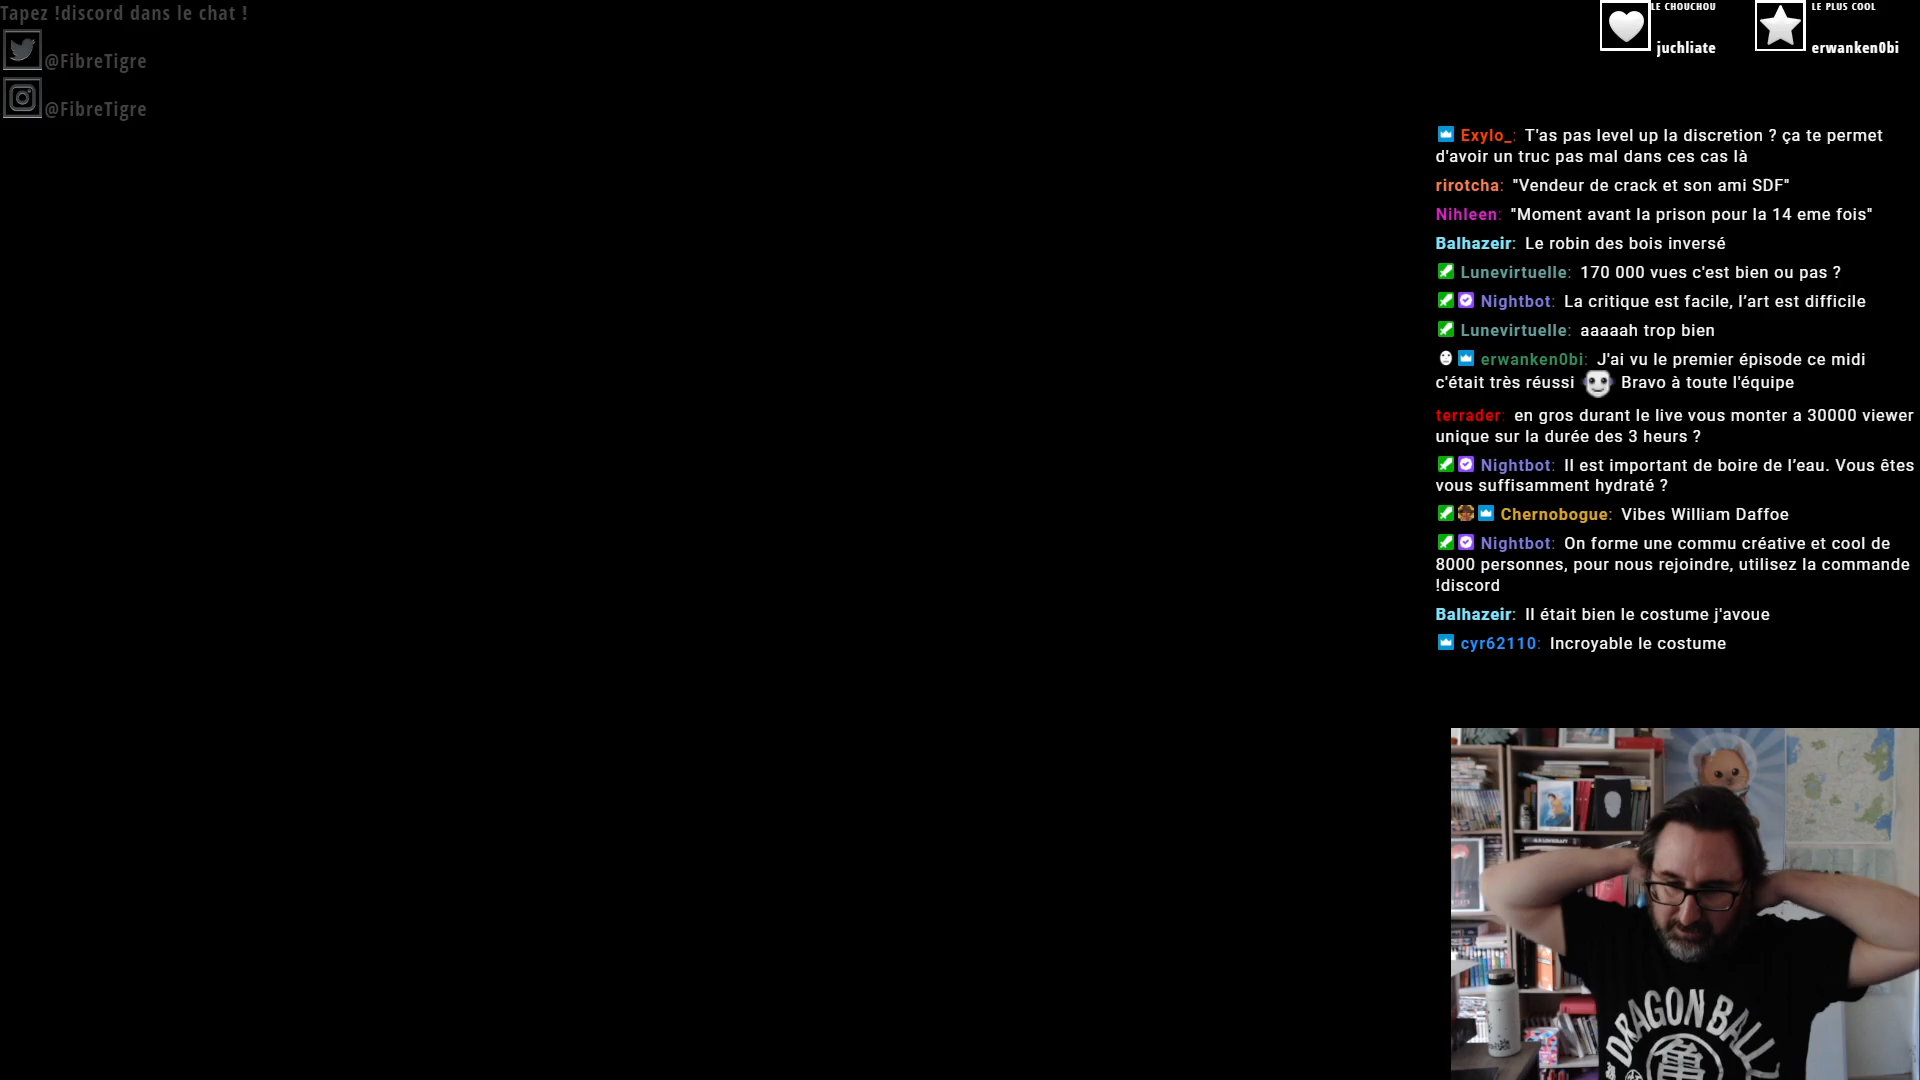 Tapez !discord dans le chat !
@FibreTigre
@FibreTigre
LE CHOUCHOU
juchliate
LE PLUS COOL
erwanken0bi
Exylo_: T'as pas level up la discretion ? ça te permet
d'avoir un truc pas mal dans ces cas là
rirotcha: "Vendeur de crack et son ami SDF"
Nihleen: "Moment avant la prison pour la 14 eme fois"
Balhazeir: Le robin des bois inversé
Lunevirtuelle: 170 000 vues c'est bien ou pas ?
Nightbot: La critique est facile, l’art est difficile
Lunevirtuelle: aaaaah trop bien
erwanken0bi: J'ai vu le premier épisode ce midi
c'était très réussi Bravo à toute l'équipe
terrader: en gros durant le live vous monter a 30000 viewer
unique sur la durée des 3 heurs ?
Nightbot: Il est important de boire de l’eau. Vous êtes
vous suffisamment hydraté ?
Chernobogue: Vibes William Daffoe
Nightbot: On forme une commu créative et cool de
8000 personnes, pour nous rejoindre, utilisez la commande
!discord
Balhazeir: Il était bien le costume j'avoue
cyr62110: Incroyable le costume
DRAGON BALL
亀